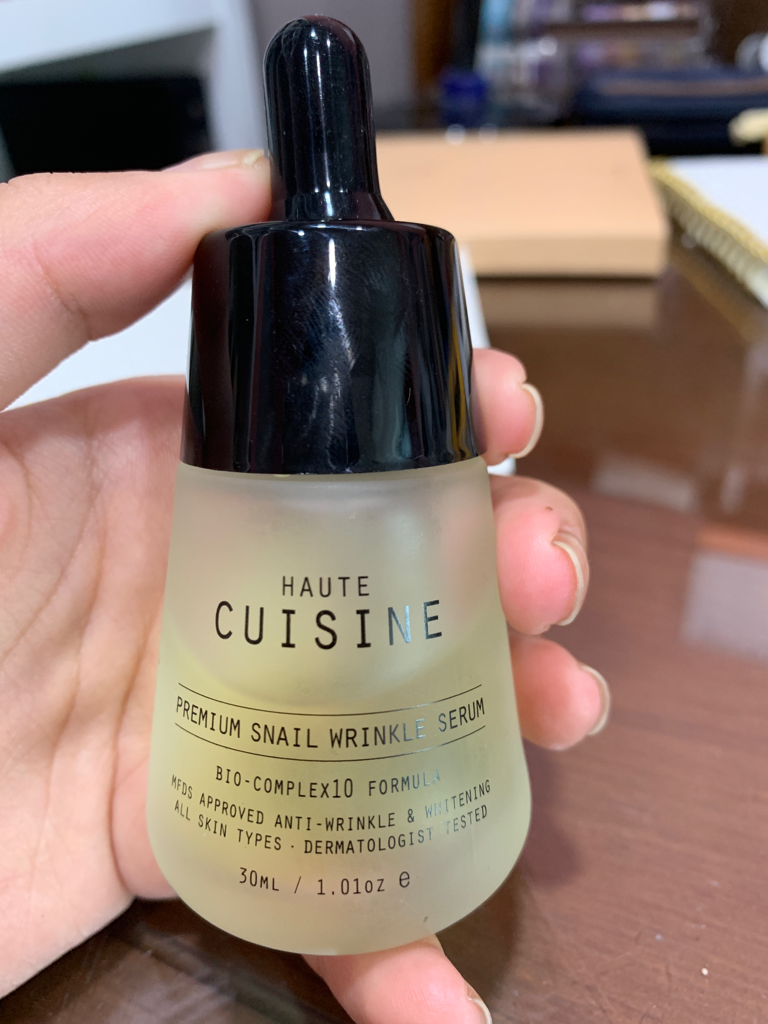 HAUTE
CUISINE
PREMIUM SNAIL WRINKLE SERUM
BIO-COMPLEX10 FORMULA
MFDS APPROVED ANTI-WRINKLE & WHITENING
ALL SKIN TYPES · DERMATOLOGIST TESTED
30ML / 1.01OZ ℮